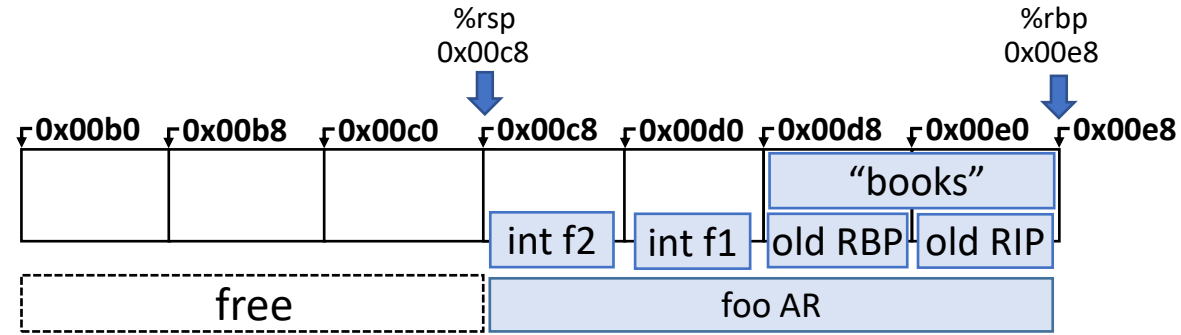 %rsp
0x00c8
%rbp
0x00e8
0x00b0 0x00b8 0x00c0 0x00c8 0x00d0 0x00d8 0x00e0 0x00e8
“books”
int f2 int f1 old RBP old RIP
free foo AR